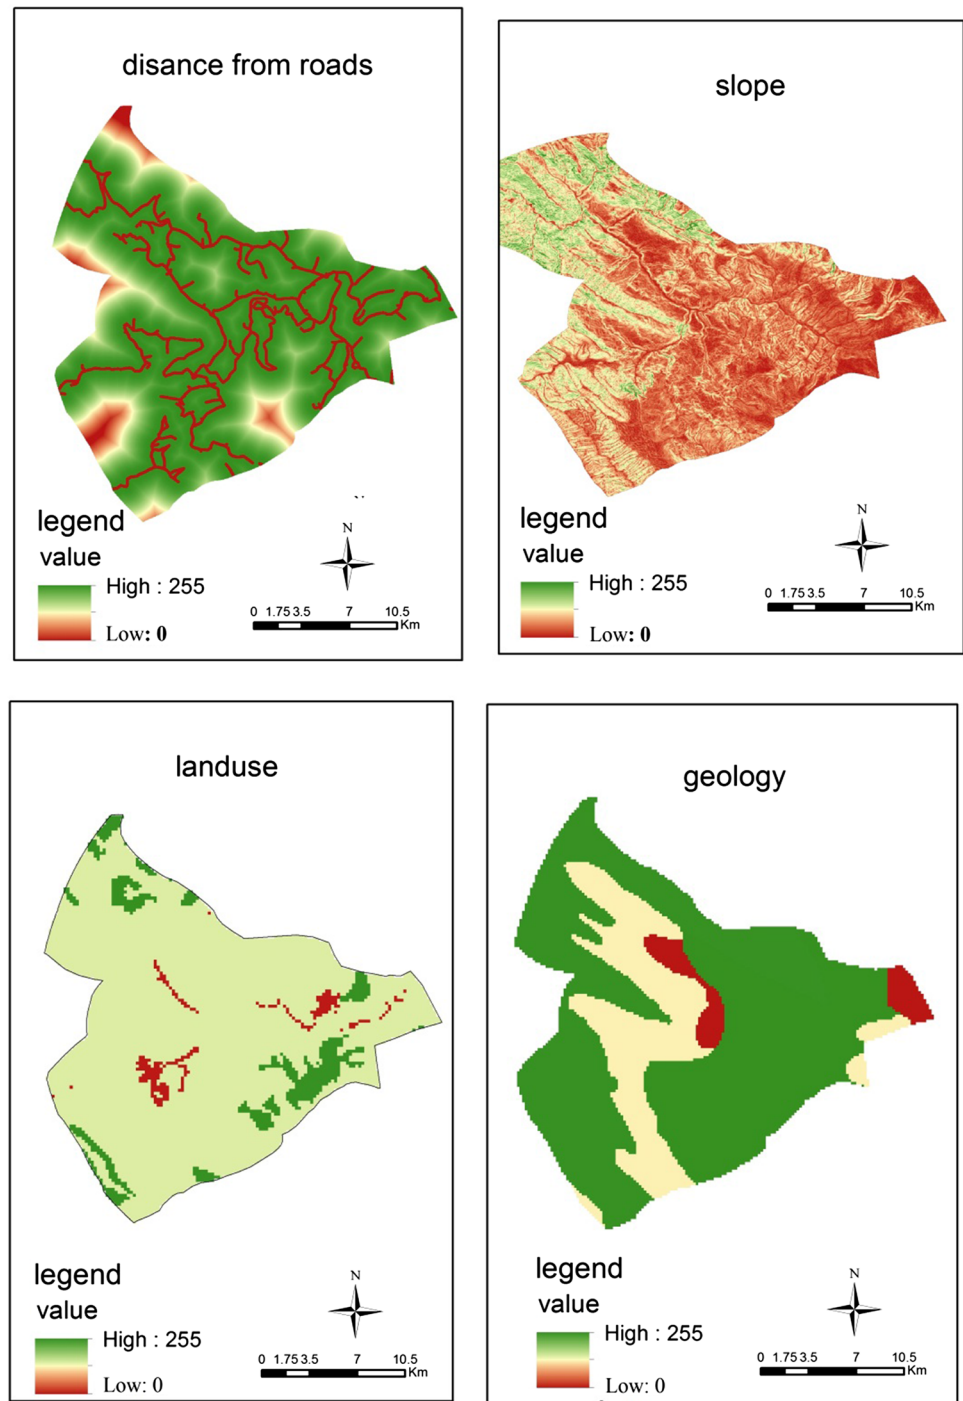 disance from roads
N
legend
value
High : 255
Low: 0
0 1.75 3.5 7 10.5
Km
slope
N
legend
value
High : 255
Low: 0
0 1.75 3.5 7 10.5
Km
landuse
N
legend
value
High : 255
Low: 0
0 1.75 3.5 7 10.5
Km
geology
N
legend
value
High : 255
Low: 0
0 1.75 3.5 7 10.5
Km